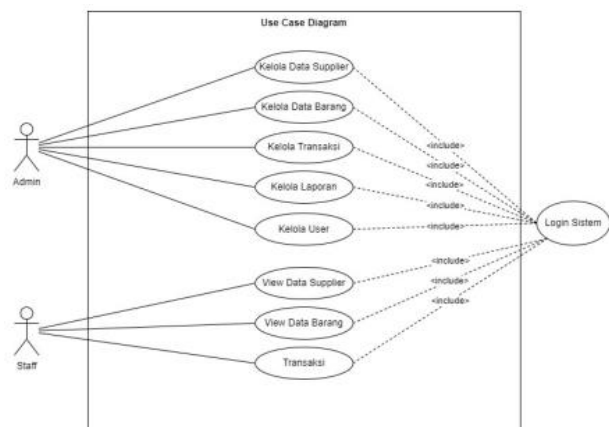 Use Case Diagram
Kelola Data Supplier
Kelola Data Barang
Kelola Transaksi
Kelola Laporan
Kelola User
Admin
<include>
<include>
<include>
<include>
<include>
Login Sistem
View Data Supplier
View Data Barang
Transaksi
Staff
<include>
<include>
<include>